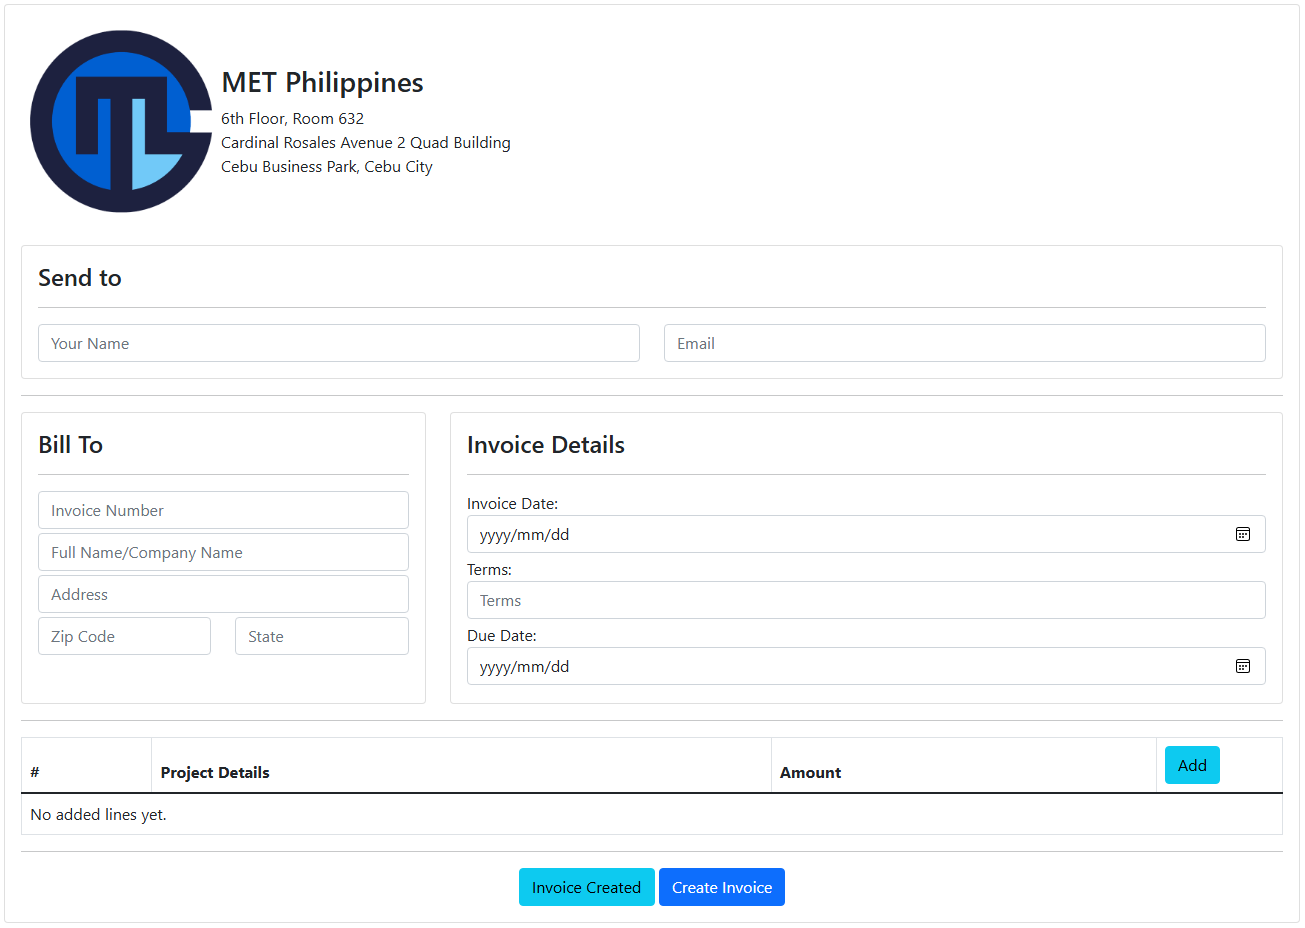 MET Philippines
6th Floor, Room 632
Cardinal Rosales Avenue 2 Quad Building
Cebu Business Park, Cebu City
Send to
Your Name
Email
Bill To
Invoice Number
Full Name/Company Name
Address
Zip Code
State
Invoice Details
Invoice Date:
yyyy/mm/dd
Terms:
Terms
Due Date:
yyyy/mm/dd
# Project Details Amount Add
No added lines yet.
Invoice Created Create Invoice